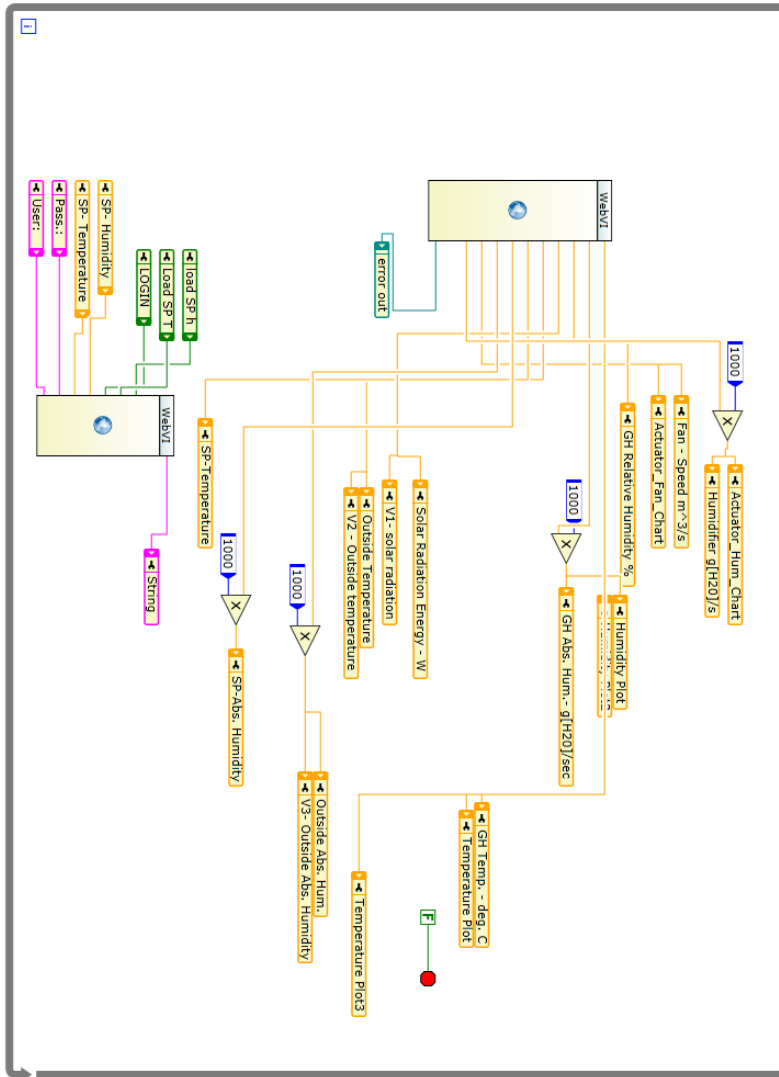 i
WebVI
error out
1000
Actuator_Hum_Chart
Humidifier g[H20]/s
Fan - Speed m^3/s
Actuator_Fan_Chart
GH Relative Humidity %
1000
Humidity Plot
GH Abs. Hum.- g[H20]/sec
Solar Radiation Energy - W
V1- solar radiation
Outside Temperature
V2 - Outside temperature
SP-Temperature
1000
SP-Abs. Humidity
1000
Outside Abs. Hum.
V3- Outside Abs. Humidity
GH Temp. - deg. C
Temperature Plot
Temperature Plot3
F
load SP h
Load SP T
LOGIN
SP- Humidity
SP- Temperature
Pass.:
User:
WebVI
String
X
X
X
X